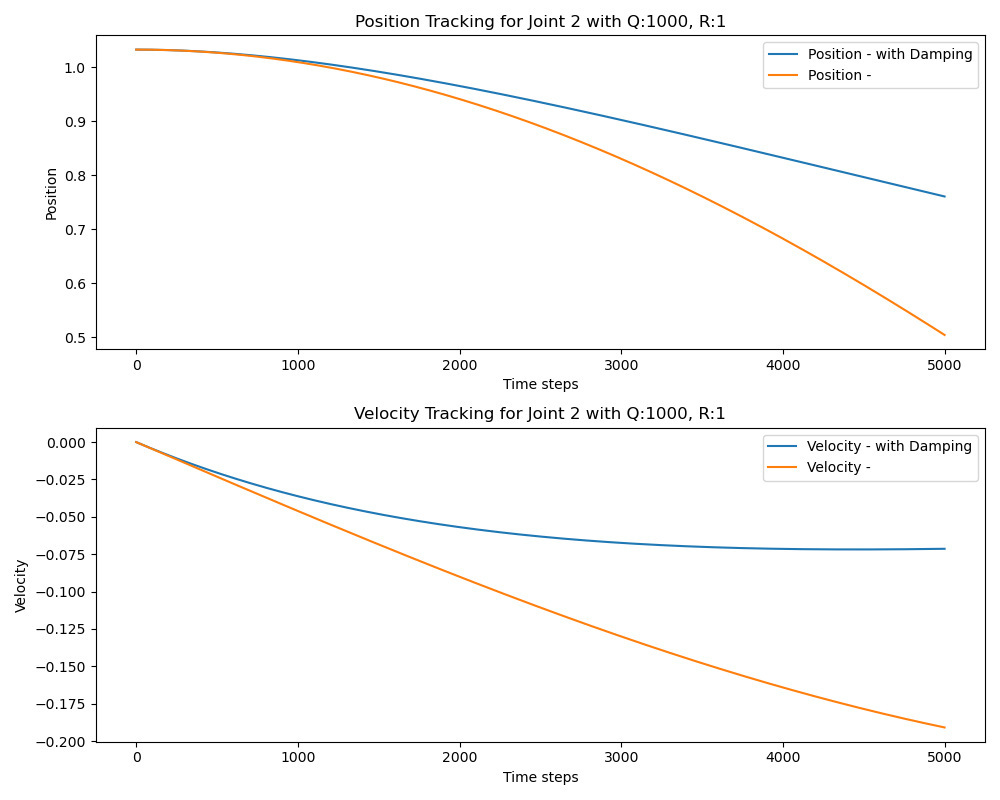 Position Tracking for Joint 2 with Q:1000, R:1
Position - with Damping
Position -
1.0
0.9
0.8
0.7
0.6
0.5
Position
0 1000 2000 3000 4000 5000
Time steps
Velocity Tracking for Joint 2 with Q:1000, R:1
Velocity - with Damping
Velocity -
0.000
−0.025
−0.050
−0.075
−0.100
−0.125
−0.150
−0.175
−0.200
Velocity
0 1000 2000 3000 4000 5000
Time steps